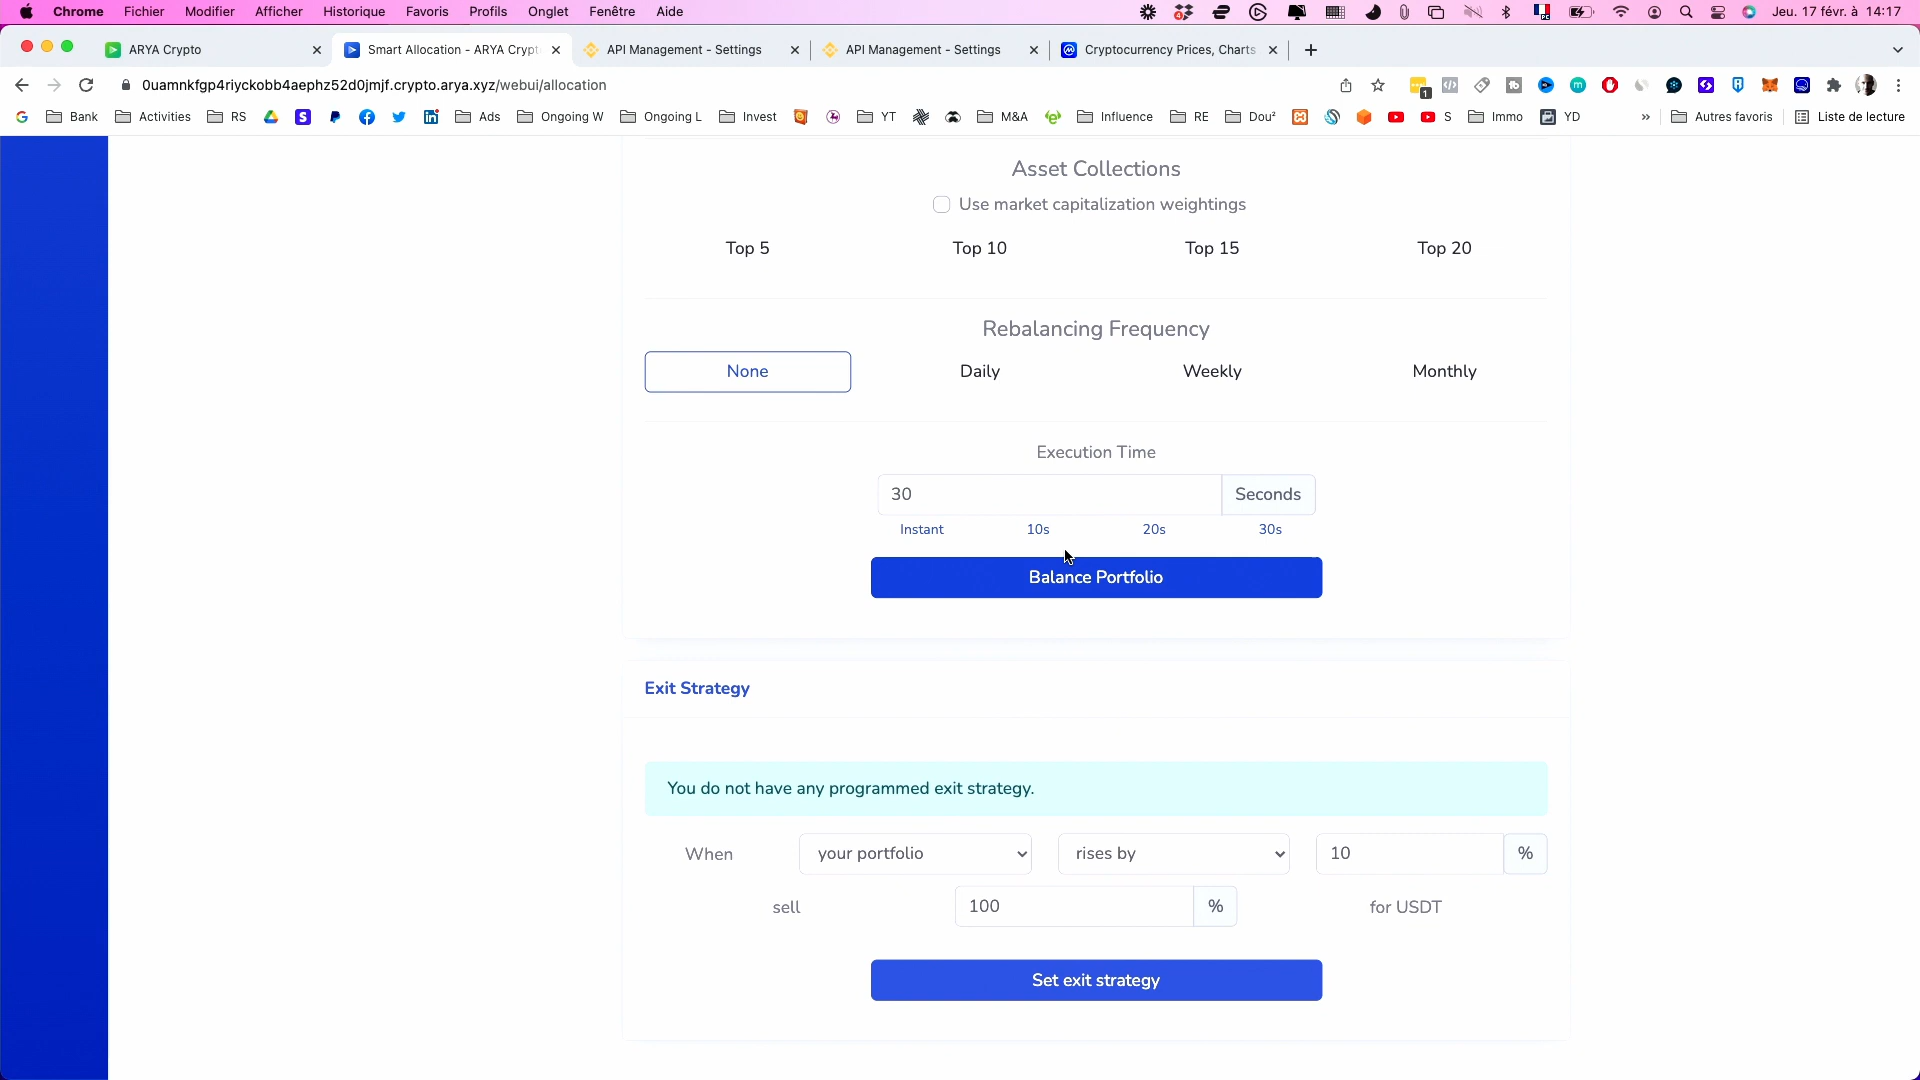 Chrome Fichier Modifier Afficher Historique Favoris Profils Onglet Fenêtre Aide Jeu. 17 févr. à 14:17
ARYA Crypto Smart Allocation - ARYA Crypt API Management - Settings API Management - Settings Cryptocurrency Prices, Charts
0uamnkfgp4riyckobb4aephz52d0jmjf.crypto.arya.xyz/webui/allocation
Bank Activities RS Ads Ongoing W Ongoing L Invest YT M&A Influence RE Dou² S Immo YD » Autres favoris Liste de lecture
Asset Collections
Use market capitalization weightings
Top 5 Top 10 Top 15 Top 20
Rebalancing Frequency
None Daily Weekly Monthly
Execution Time
30 Seconds
Instant 10s 20s 30s
Balance Portfolio
Exit Strategy
You do not have any programmed exit strategy.
When your portfolio rises by 10 %
sell 100 % for USDT
Set exit strategy